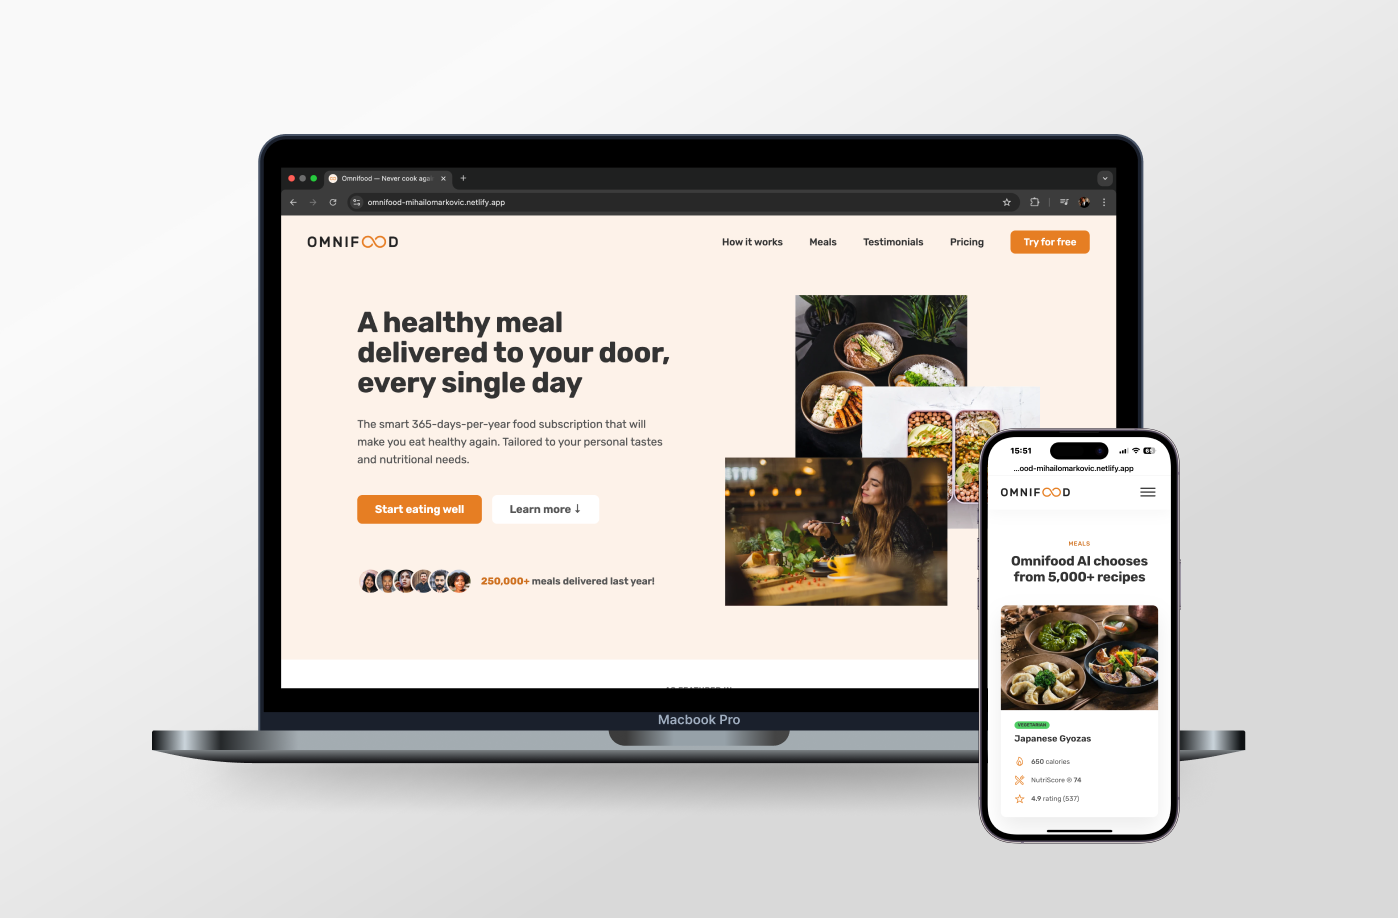 Omnifood — Never cook aga
omnifood-mihailomarkovic.netlify.app
OMNIFOOD
How it works
Meals
Testimonials
Pricing
Try for free
A healthy meal
delivered to your door,
every single day
The smart 365-days-per-year food subscription that will
make you eat healthy again. Tailored to your personal tastes
and nutritional needs.
Start eating well
Learn more ↓
250,000+ meals delivered last year!
Macbook Pro
15:51
...ood-mihailomarkovic.netlify.app
OMNIFOOD
MEALS
Omnifood AI chooses
from 5,000+ recipes
VEGETARIAN
Japanese Gyozas
650 calories
NutriScore ® 74
4.9 rating (537)